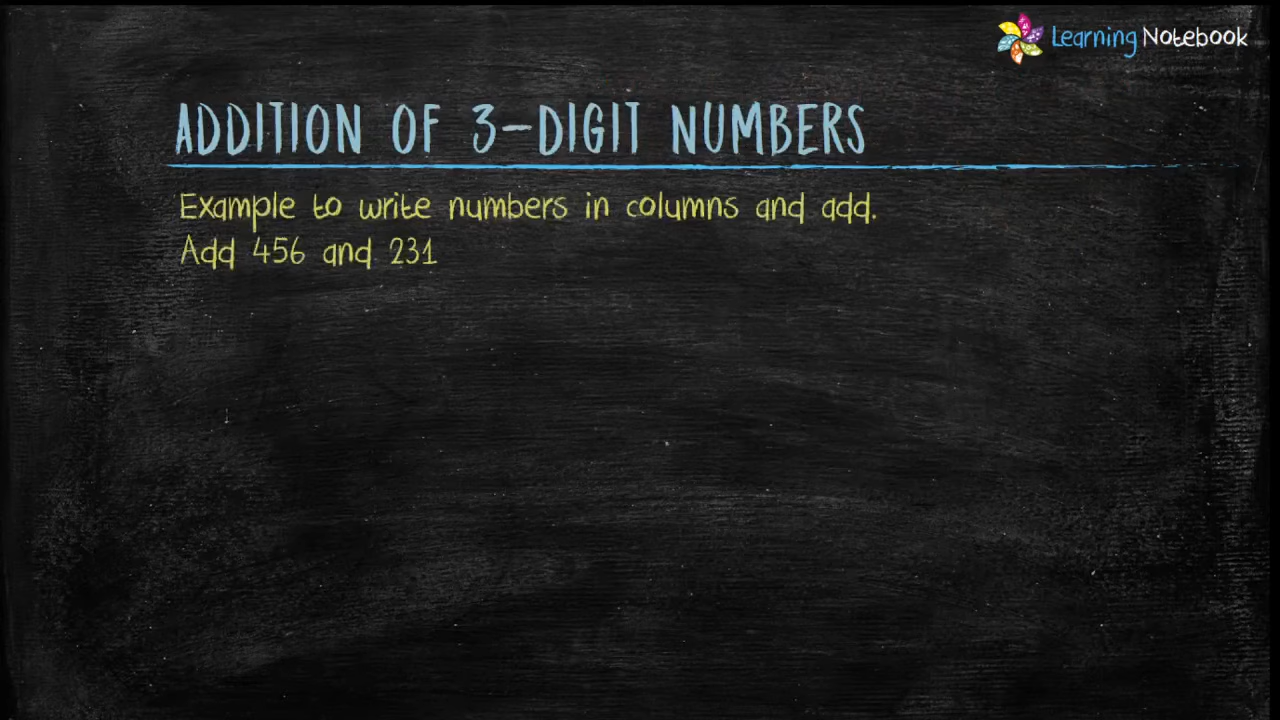 Learning Notebook
ADDITION OF 3-DIGIT NUMBERS
Example to write numbers in columns and add.
Add 456 and 231